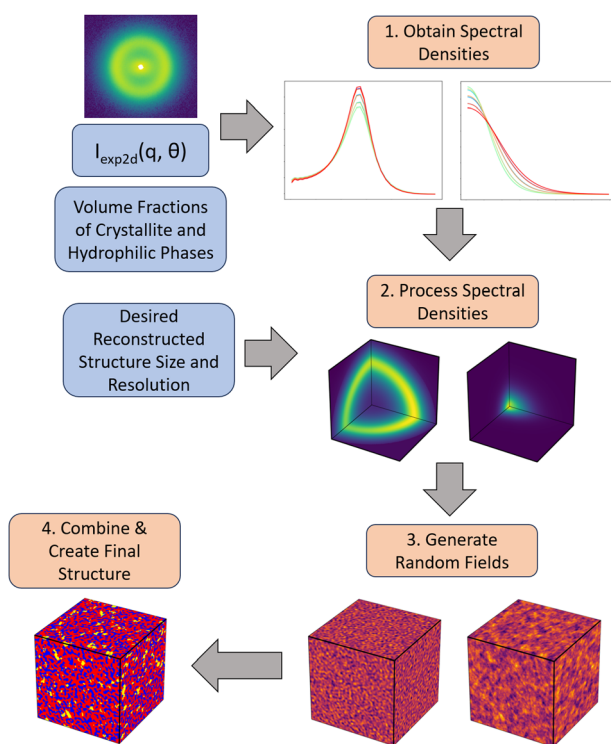 1. Obtain Spectral
Densities
I_exp2d(q, θ)
Volume Fractions
of Crystallite and
Hydrophilic Phases
2. Process Spectral
Densities
Desired
Reconstructed
Structure Size and
Resolution
4. Combine &
Create Final
Structure
3. Generate
Random Fields